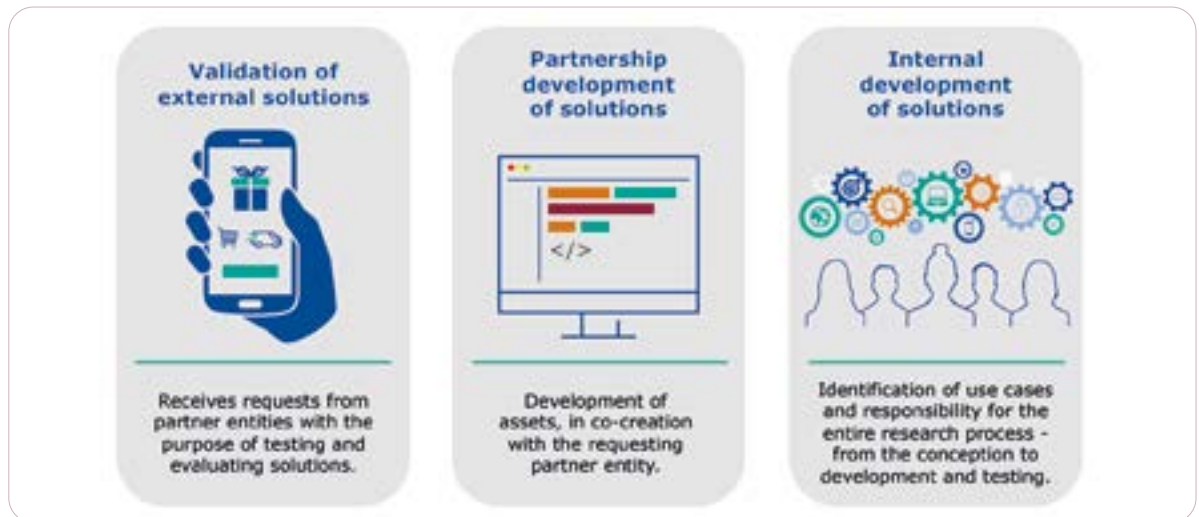 Validation of
external solutions
Receives requests from
partner entities with the
purpose of testing and
evaluating solutions.
Partnership
development
of solutions
</>
Development of
assets, in co-creation
with the requesting
partner entity.
Internal
development
of solutions
Identification of use cases
and responsibility for the
entire research process -
from the conception to
development and testing.